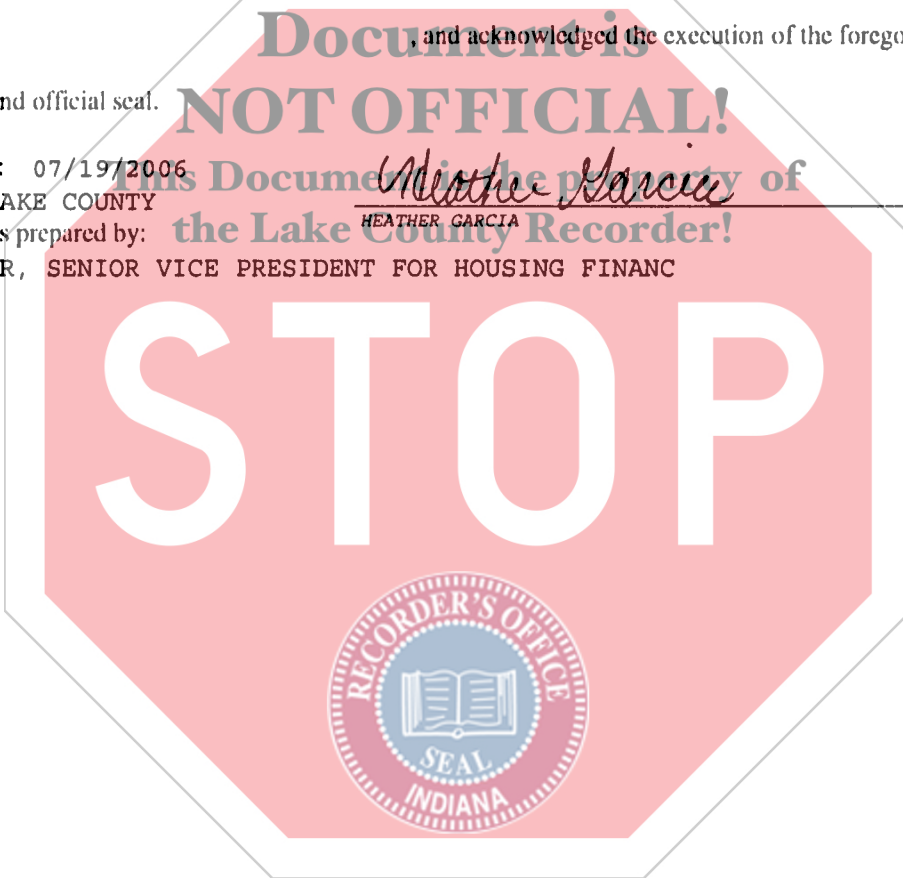 Document is
, and acknowledged the execution of the forego
nd official seal.
NOT OFFICIAL!
: 07/19/2006
This Document is the property of
Heather Garcia
AKE COUNTY
HEATHER GARCIA
s prepared by:
the Lake County Recorder!
R, SENIOR VICE PRESIDENT FOR HOUSING FINANC
STOP
RECORDER'S OFFICE
SEAL
INDIANA